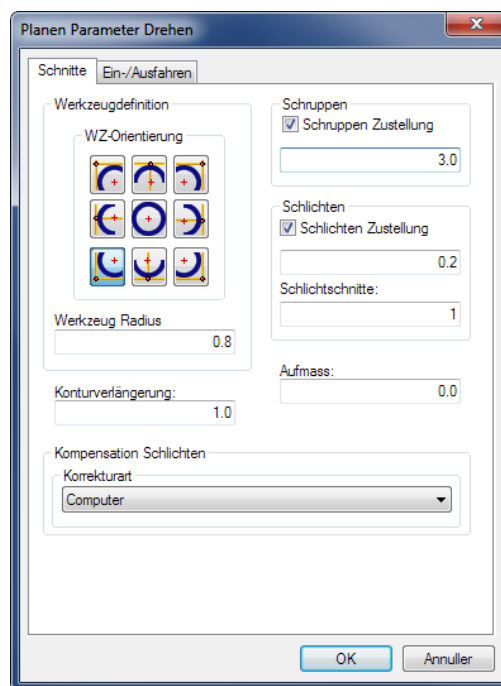 Planen Parameter Drehen
Schnitte
Ein-/Ausfahren
Werkzeugdefinition
WZ-Orientierung
Werkzeug Radius
0.8
Konturverlängerung:
1.0
Schruppen
Schruppen Zustellung
3.0
Schlichten
Schlichten Zustellung
0.2
Schlichtschnitte:
1
Aufmass:
0.0
Kompensation Schlichten
Korrekturart
Computer
OK
Annuller